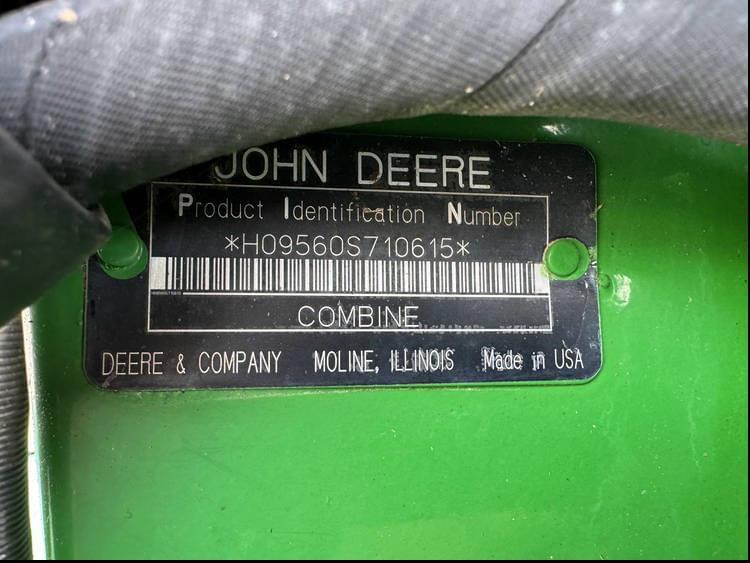 JOHN DEERE
Product Identification Number
*H09560S710615*
COMBINE
DEERE & COMPANY MOLINE, ILLINOIS Made in USA